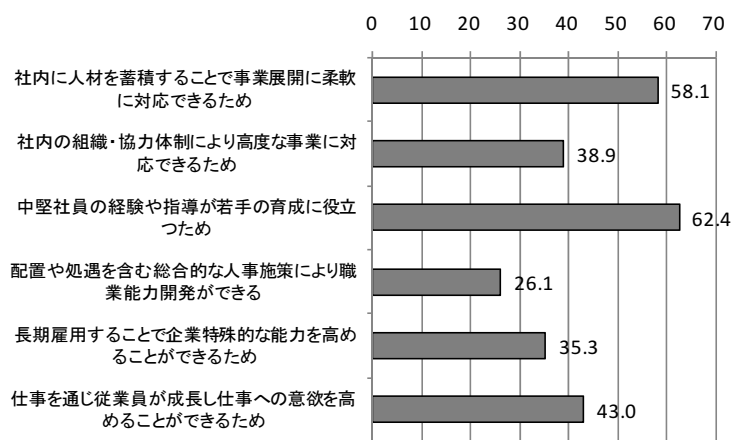 0 10 20 30 40 50 60 70
社内に人材を蓄積することで事業展開に柔軟
に対応できるため
58.1
社内の組織・協力体制により高度な事業に対
応できるため
38.9
中堅社員の経験や指導が若手の育成に役立
つため
62.4
配置や処遇を含む総合的な人事施策により職
業能力開発ができる
26.1
長期雇用することで企業特殊的な能力を高め
ることができるため
35.3
仕事を通じ従業員が成長し仕事への意欲を高
めることができるため
43.0